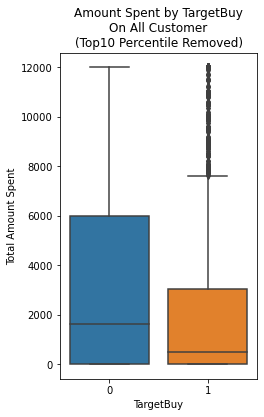 Amount Spent by TargetBuy
On All Customer
(Top10 Percentile Removed)
12000
10000
8000
6000
4000
2000
0
Total Amount Spent
0 1
TargetBuy